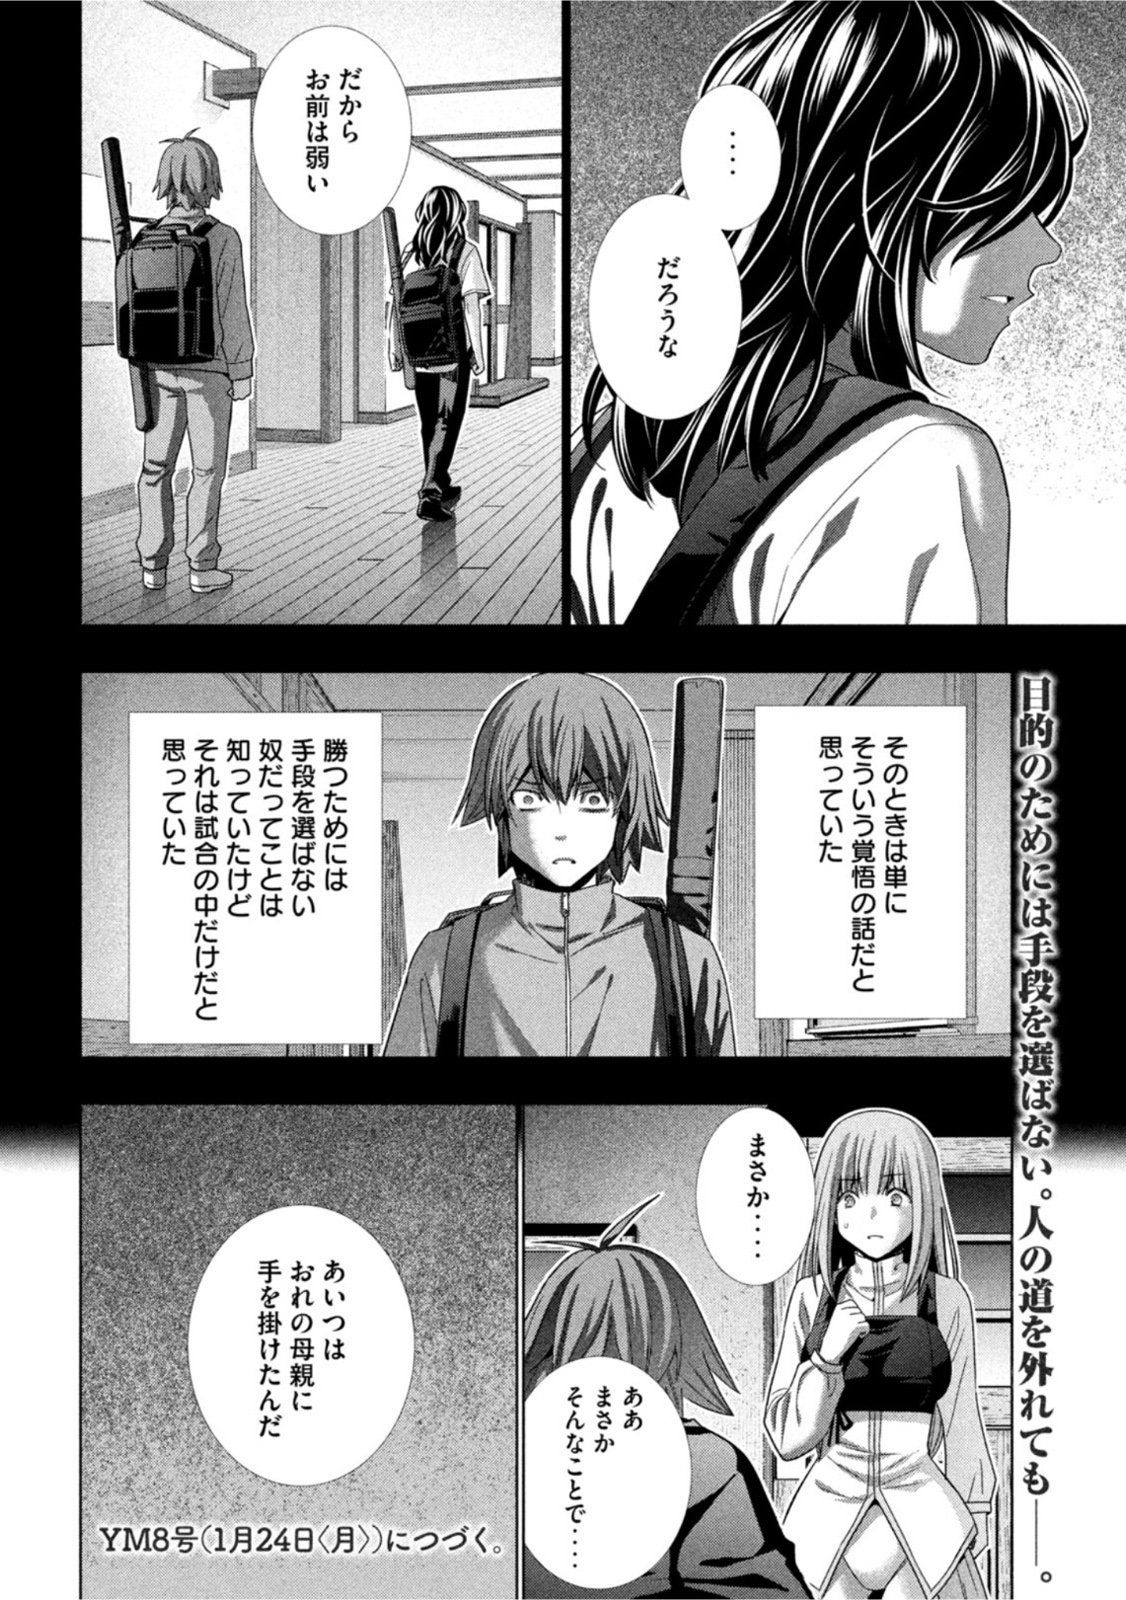 ‥‥
だろうな
だから
お前は弱い
そのときは単に
そういう覚悟の話だと
思っていた
勝つためには
手段を選ばない
奴だってことは
知っていたけど
それは試合の中だけだと
思っていた
まさか‥‥
ああ
まさか
そんなことで‥‥
あいつは
おれの母親に
手を掛けたんだ
目的のためには手段を選ばない。人の道を外れても――。
YM8号(1月24日〈月〉)につづく。